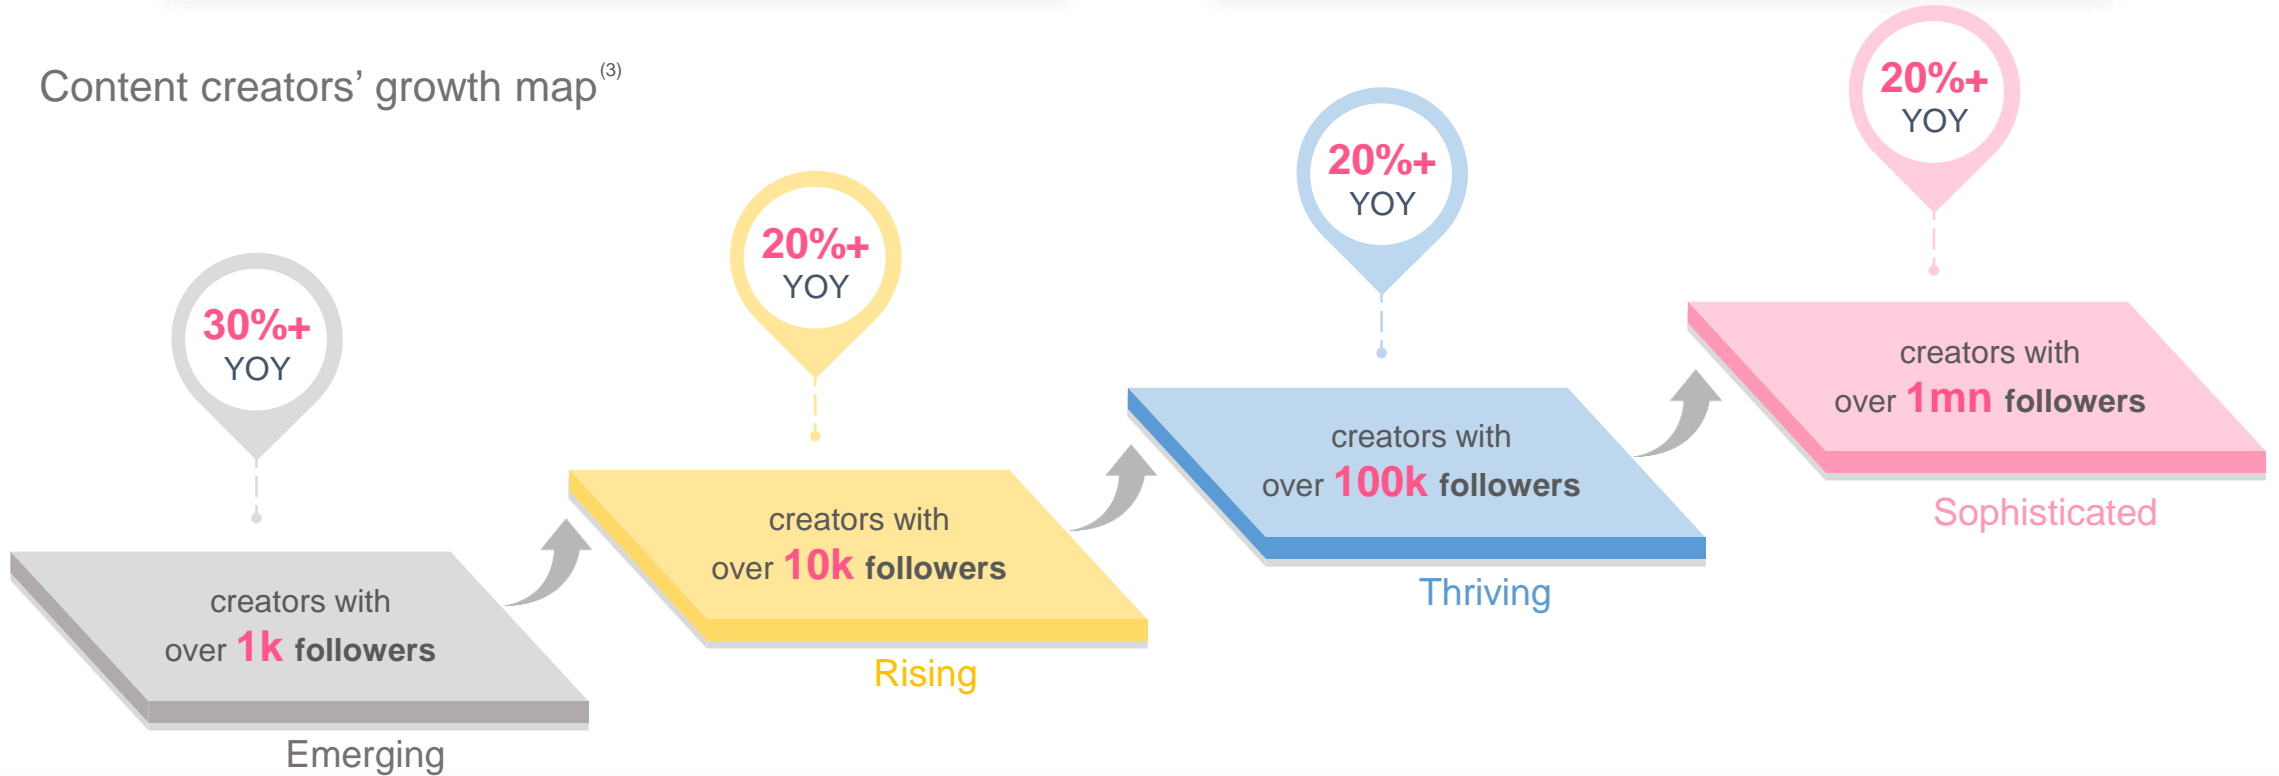 Content creators’ growth map(3)
30%+
YOY
creators with
over 1k followers
Emerging
20%+
YOY
creators with
over 10k followers
Rising
20%+
YOY
creators with
over 100k followers
Thriving
20%+
YOY
creators with
over 1mn followers
Sophisticated